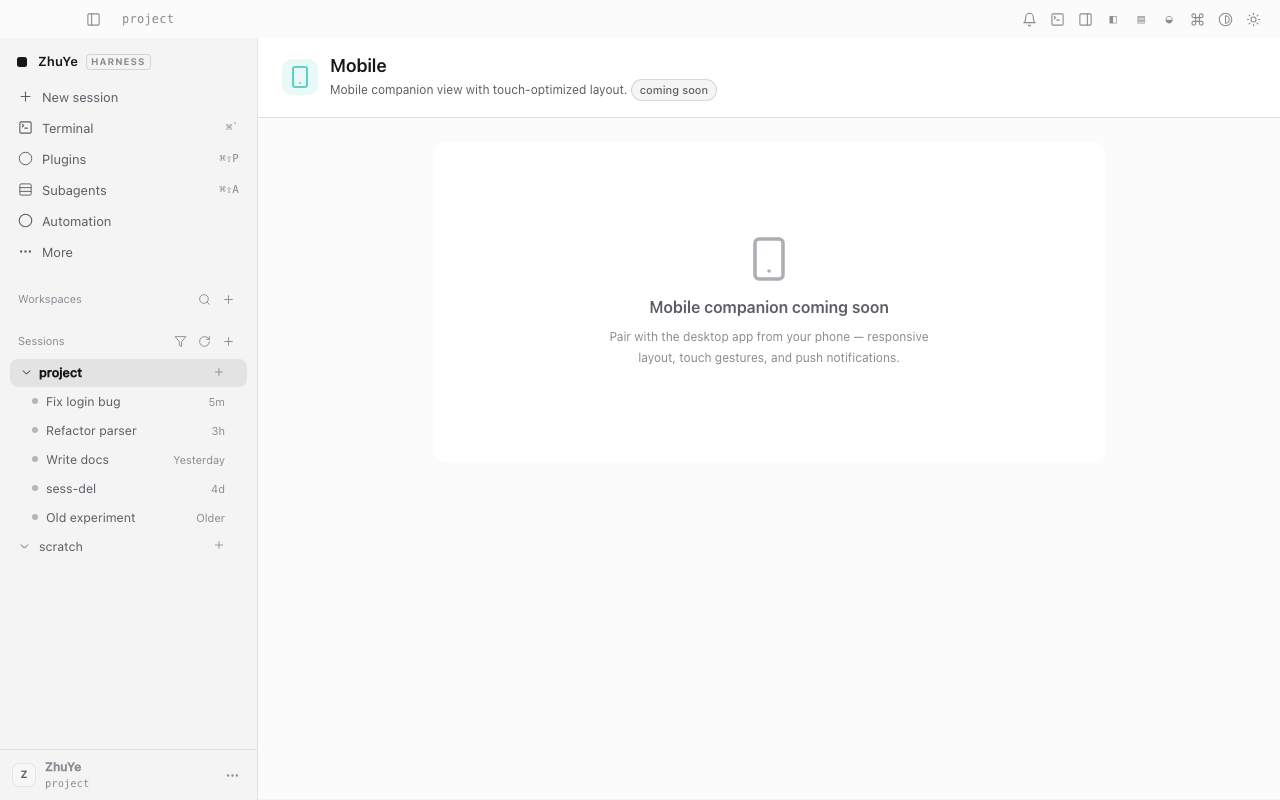 project
ZhuYe HARNESS
New session
Terminal ⌘`
Plugins ⌘⇧P
Subagents ⌘⇧A
Automation
More
Workspaces
Sessions
project
Fix login bug 5m
Refactor parser 3h
Write docs Yesterday
sess-del 4d
Old experiment Older
scratch
Z
ZhuYe
project
Mobile
Mobile companion view with touch-optimized layout. coming soon
Mobile companion coming soon
Pair with the desktop app from your phone — responsive
layout, touch gestures, and push notifications.